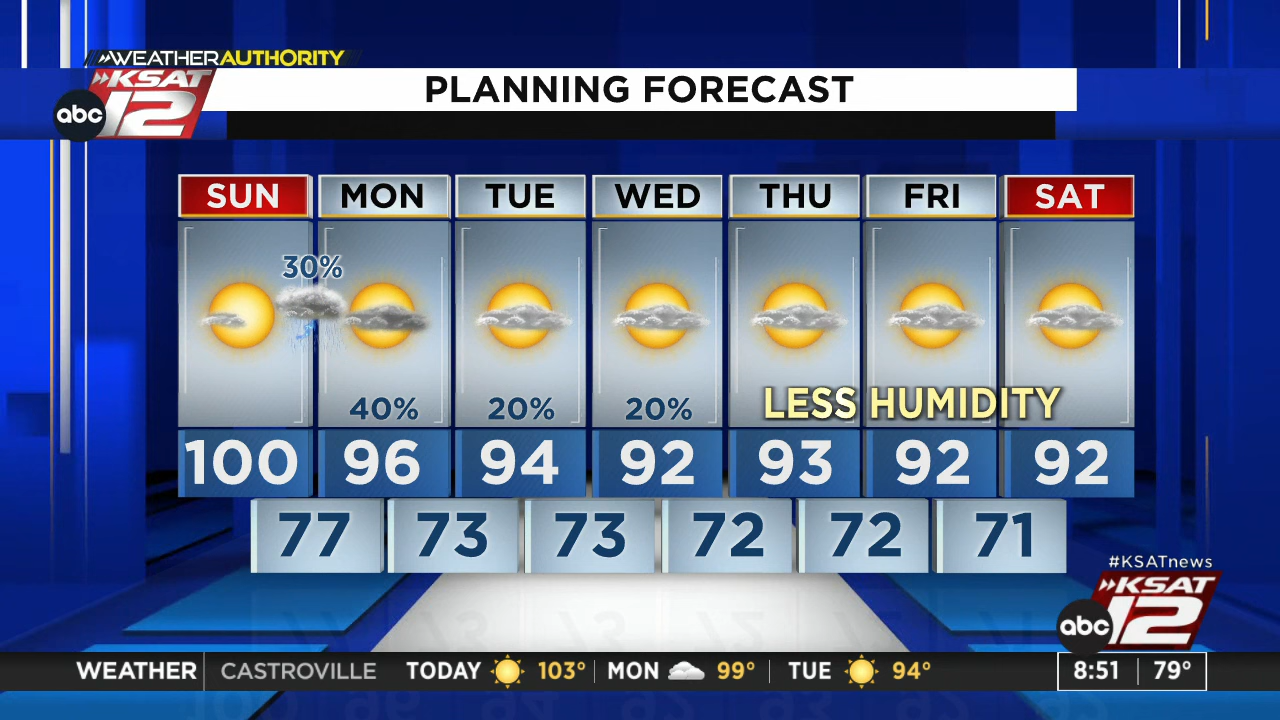 WEATHERAUTHORITY
KSAT
abc 12
PLANNING FORECAST
SUN MON TUE WED THU FRI SAT
30%
40% 20% 20% LESS HUMIDITY
100 96 94 92 93 92 92
77 73 73 72 72 71
#KSATnews
KSAT
abc 12
WEATHER CASTROVILLE TODAY 103° MON 99° TUE 94° 8:51 79°